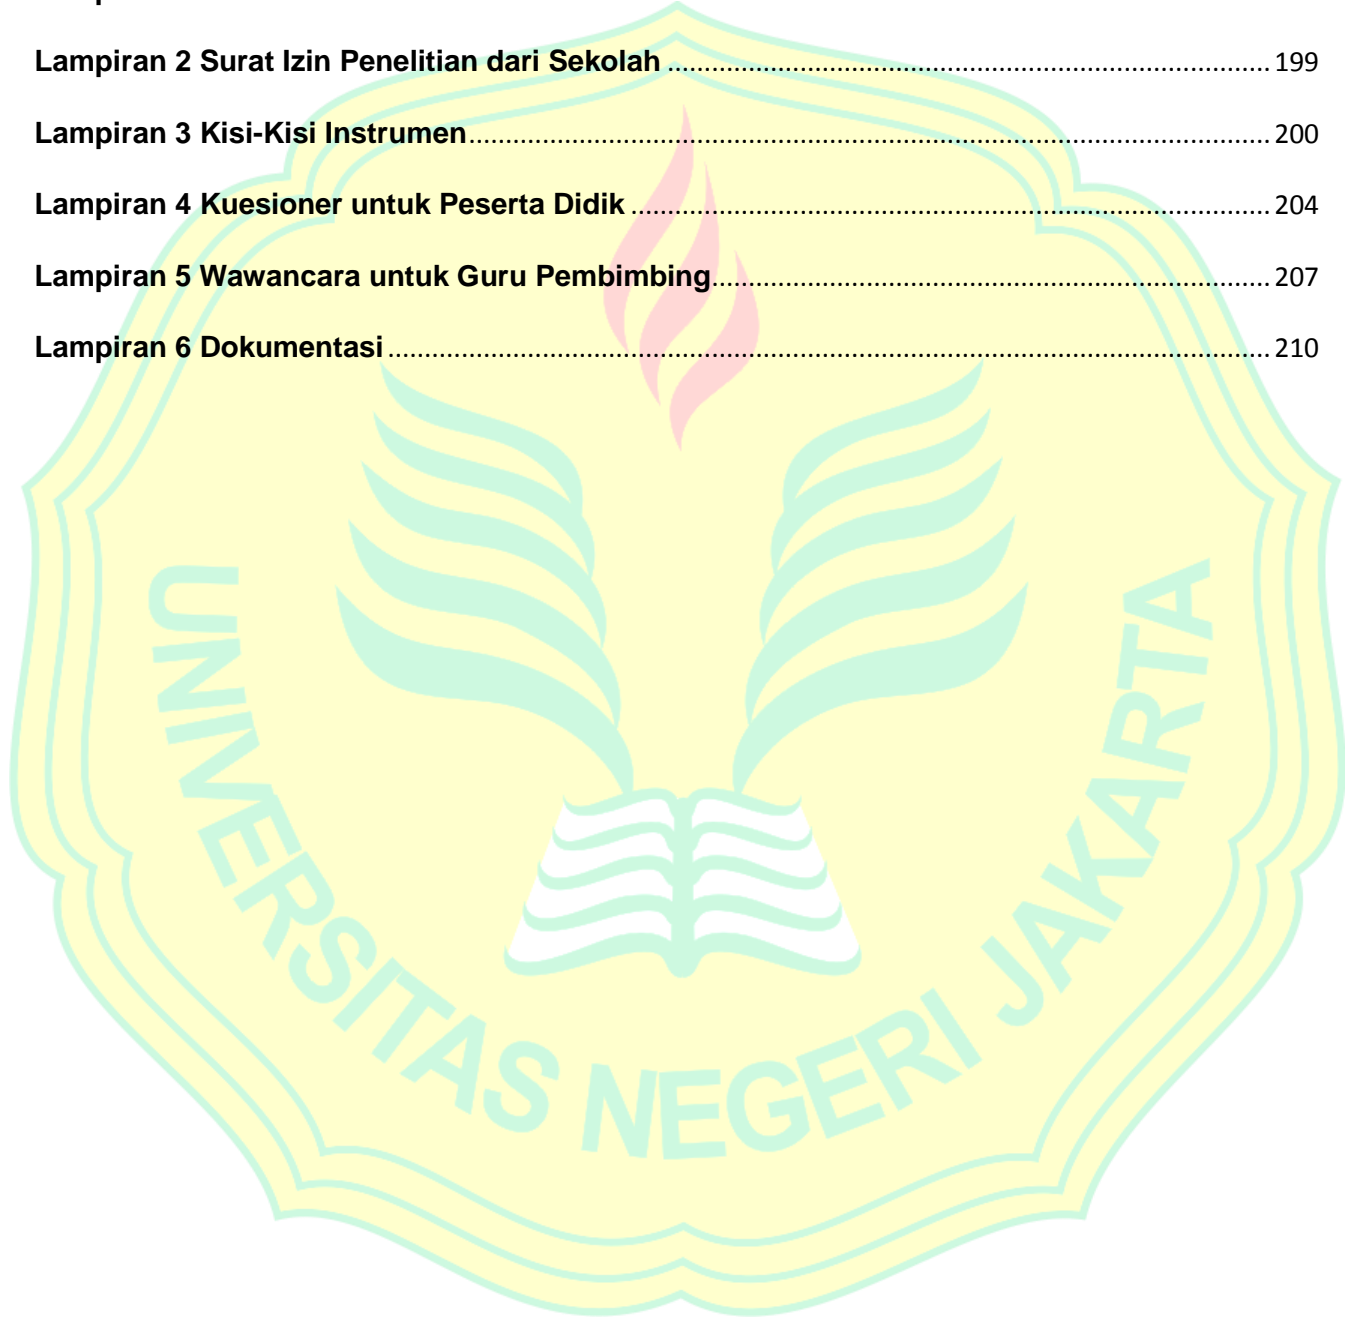 Lampiran 2 Surat Izin Penelitian dari Sekolah ........................................................................ 199
Lampiran 3 Kisi-Kisi Instrumen ........................................................................ 200
Lampiran 4 Kuesioner untuk Peserta Didik ........................................................................ 204
Lampiran 5 Wawancara untuk Guru Pembimbing ........................................................................ 207
Lampiran 6 Dokumentasi ........................................................................ 210
UNIVERSITAS NEGERI JAKARTA